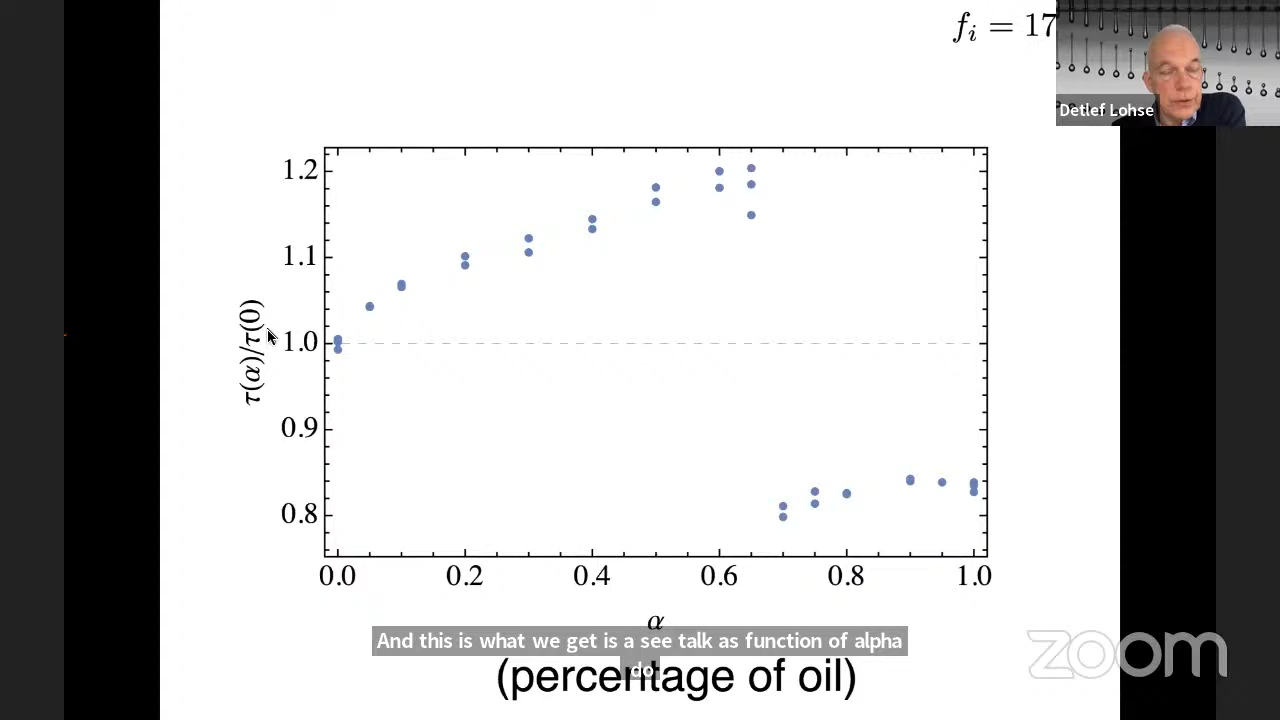 f_i = 17
Detlef Lohse
1.2
1.1
1.0
0.9
0.8
τ(α)/τ(0)
0.0 0.2 0.4 0.6 0.8 1.0
α
And this is what we get is a see talk as function of alpha
do
(percentage of oil)
zoom